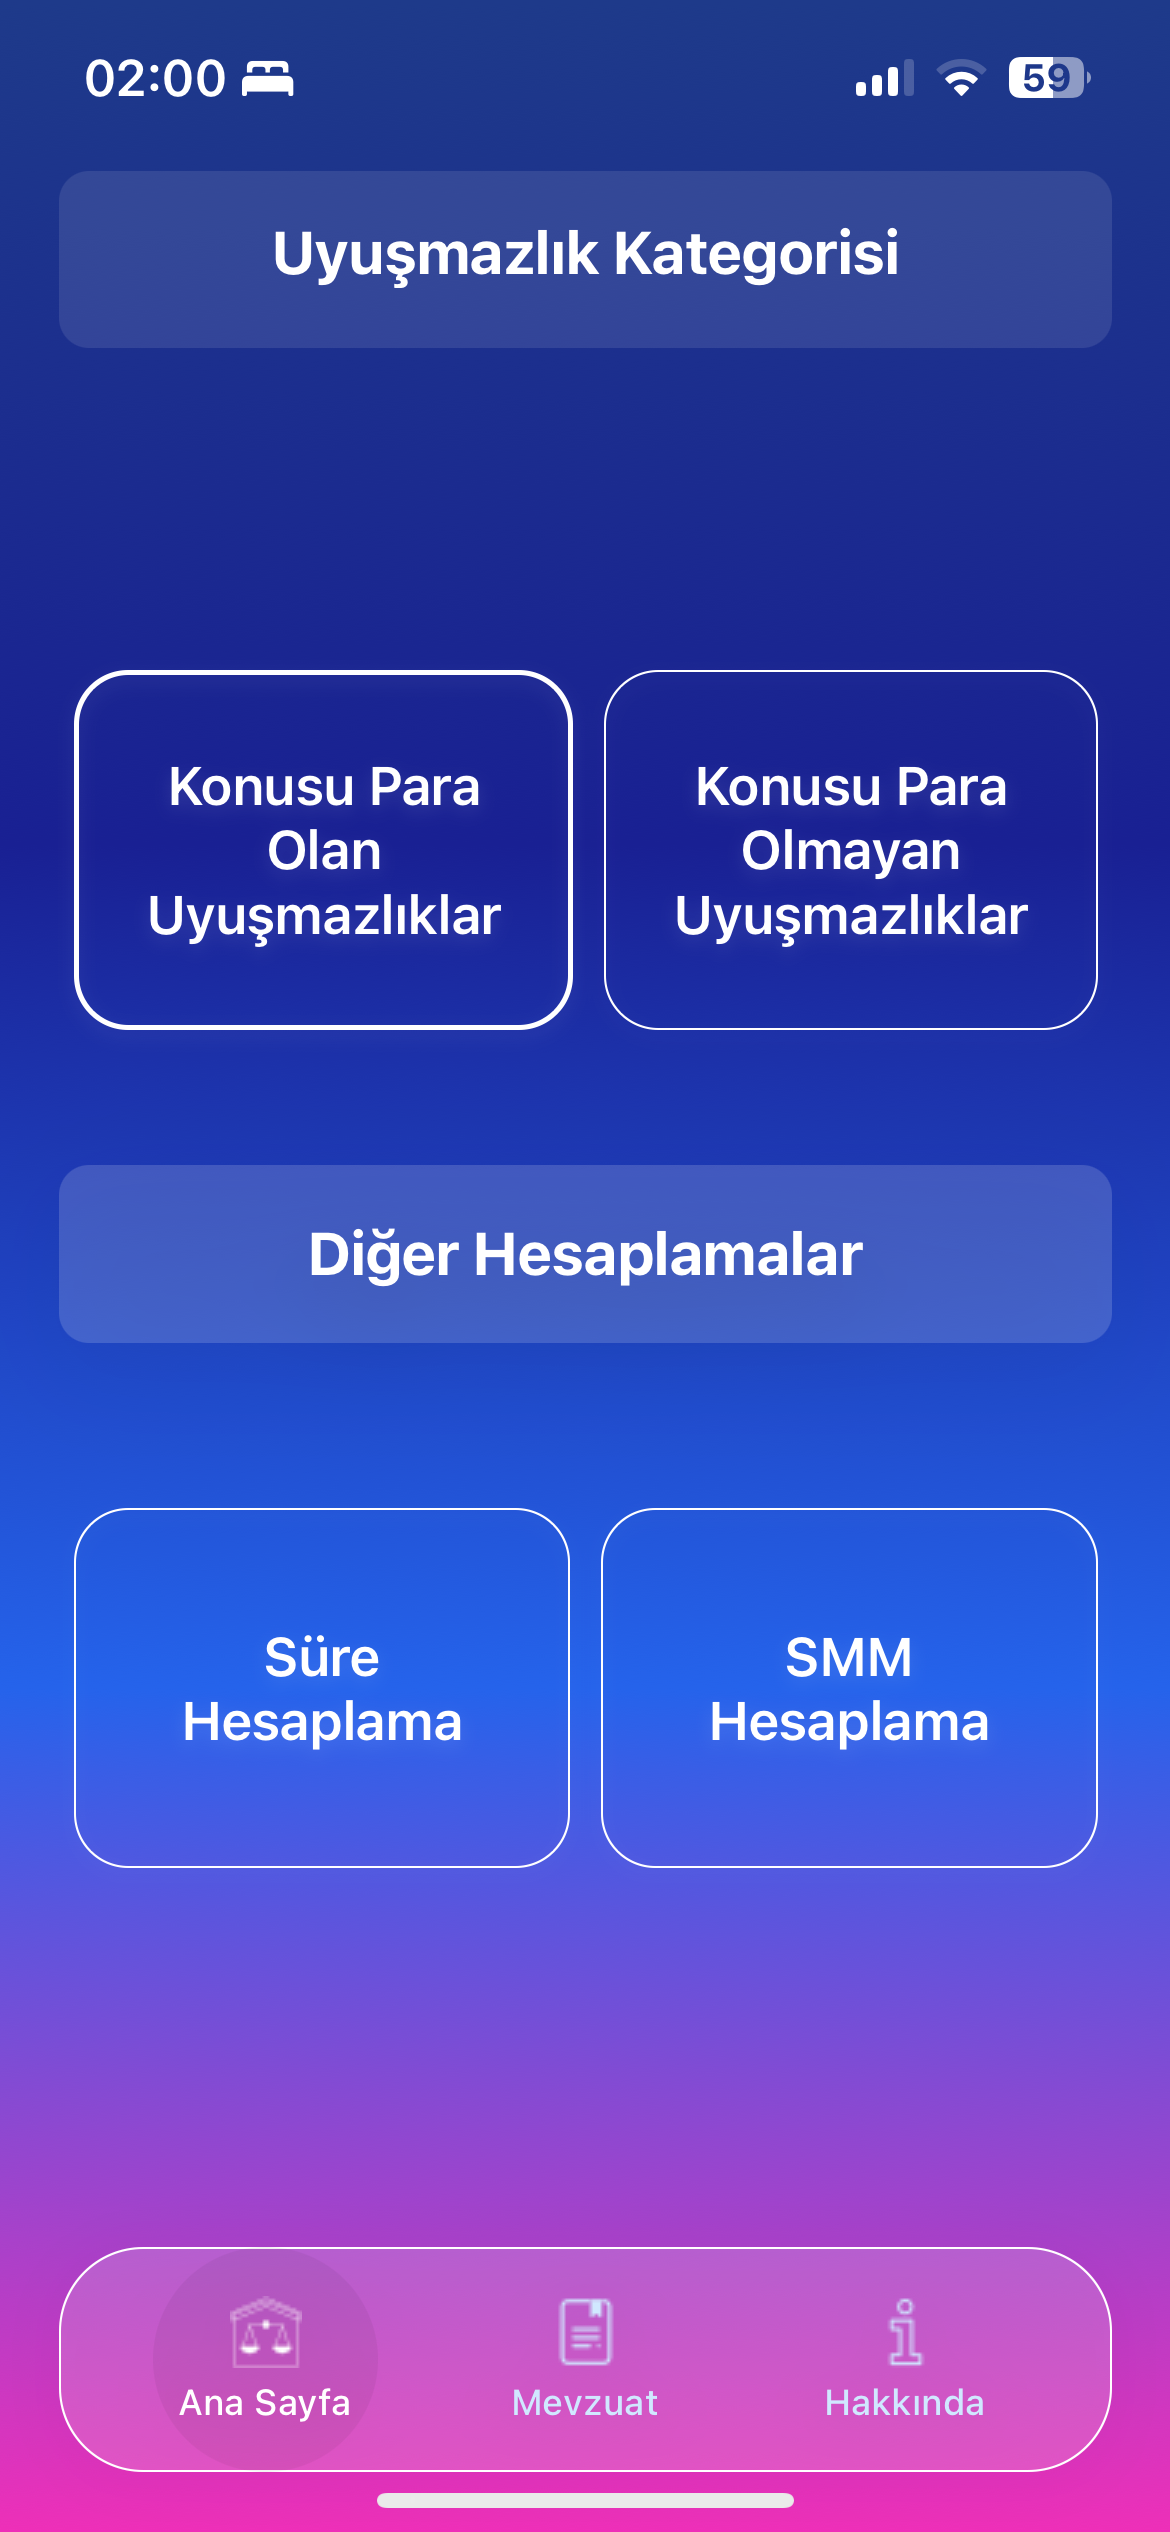 02:00
59
Uyuşmazlık Kategorisi
Konusu Para
Olan
Uyuşmazlıklar
Konusu Para
Olmayan
Uyuşmazlıklar
Diğer Hesaplamalar
Süre
Hesaplama
SMM
Hesaplama
Ana Sayfa
Mevzuat
Hakkında